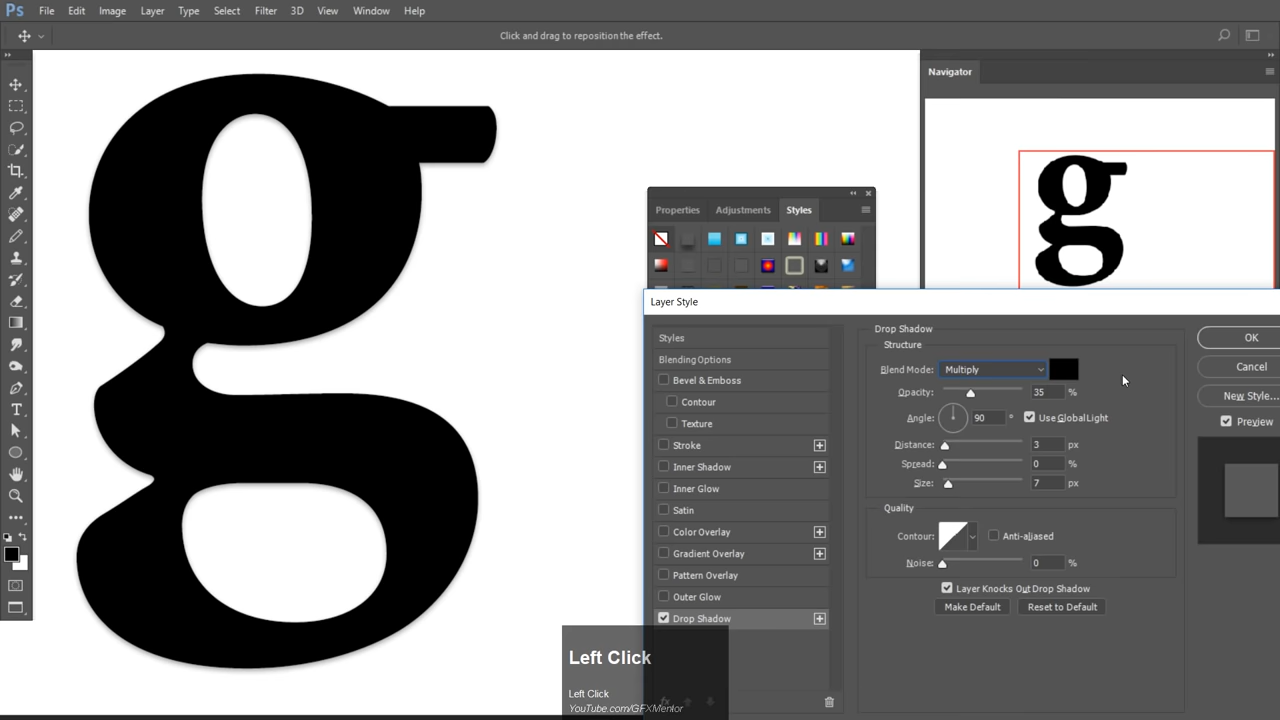 Ps File Edit Image Layer Type Select Filter 3D View Window Help
Click and drag to reposition the effect.
Navigator
g
g
Properties Adjustments Styles
Layer Style
Styles
Blending Options
Bevel & Emboss
Contour
Texture
Stroke
Inner Shadow
Inner Glow
Satin
Color Overlay
Gradient Overlay
Pattern Overlay
Outer Glow
Drop Shadow
Drop Shadow
Structure
Blend Mode: Multiply
Opacity: 35 %
Angle: 90 ° Use Global Light
Distance: 3 px
Spread: 0 %
Size: 7 px
Quality
Contour: Anti-aliased
Noise: 0 %
Layer Knocks Out Drop Shadow
Make Default Reset to Default
OK
Cancel
New Style...
Preview
Left Click
Left Click
YouTube.com/GFXMentor
fx